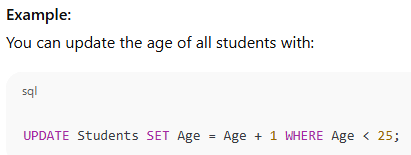 Example:
You can update the age of all students with:
sql
UPDATE Students SET Age = Age + 1 WHERE Age < 25;